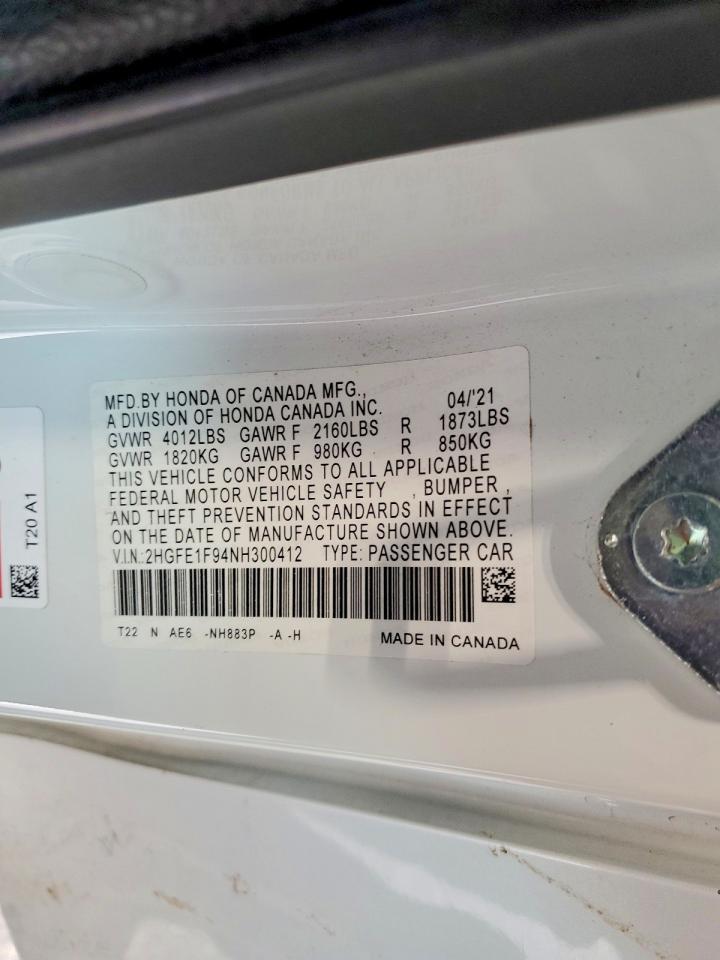 MFD.BY HONDA OF CANADA MFG., 04/'21
A DIVISION OF HONDA CANADA INC.
GVWR 4012LBS GAWR F 2160LBS R 1873LBS
GVWR 1820KG GAWR F 980KG R 850KG
THIS VEHICLE CONFORMS TO ALL APPLICABLE
FEDERAL MOTOR VEHICLE SAFETY , BUMPER ,
AND THEFT PREVENTION STANDARDS IN EFFECT
ON THE DATE OF MANUFACTURE SHOWN ABOVE.
V.I.N.:2HGFE1F94NH300412 TYPE: PASSENGER CAR
T22 N AE6 -NH883P -A -H MADE IN CANADA
T20 A1